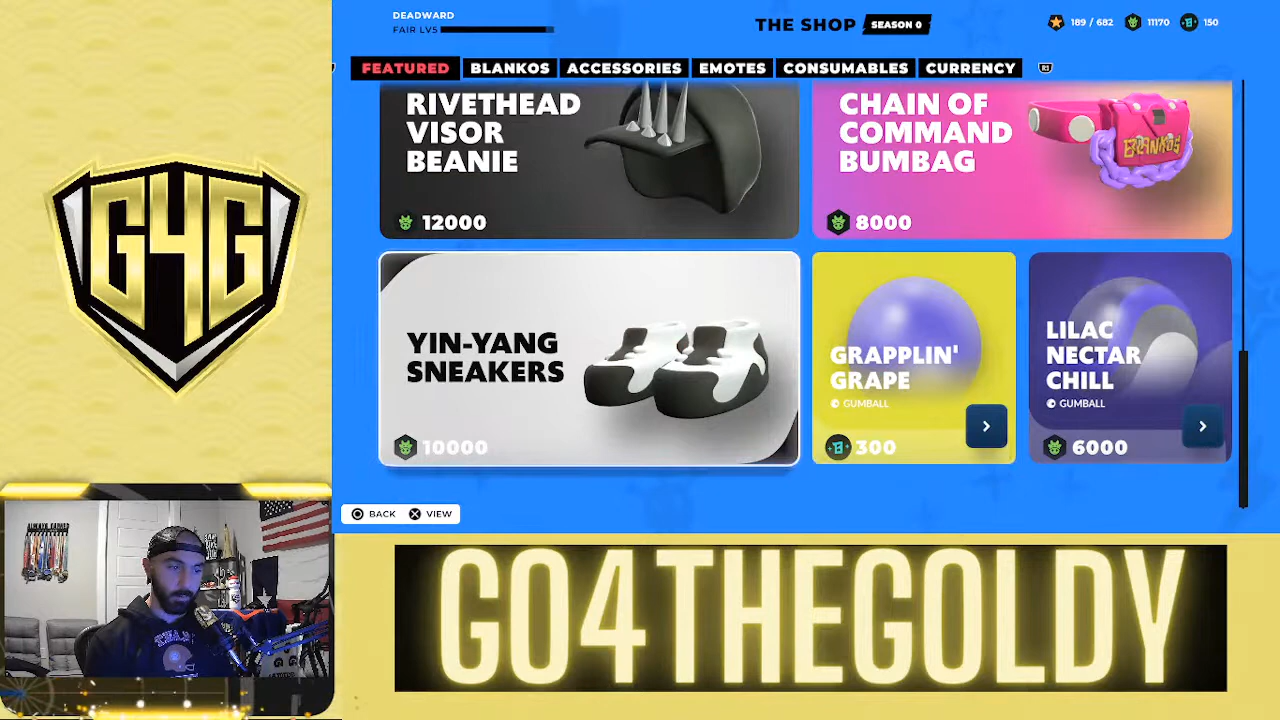 DEADWARD
FAIR LV5
THE SHOP SEASON 0
189 / 682 11170 150
FEATURED BLANKOS ACCESSORIES EMOTES CONSUMABLES CURRENCY R1
RIVETHEAD
VISOR
BEANIE
12000
CHAIN OF
COMMAND
BUMBAG
BLANKOS
8000
YIN-YANG
SNEAKERS
10000
GRAPPLIN'
GRAPE
GUMBALL
300
LILAC
NECTAR
CHILL
GUMBALL
6000
BACK VIEW
G4G
GO4THEGOLDY